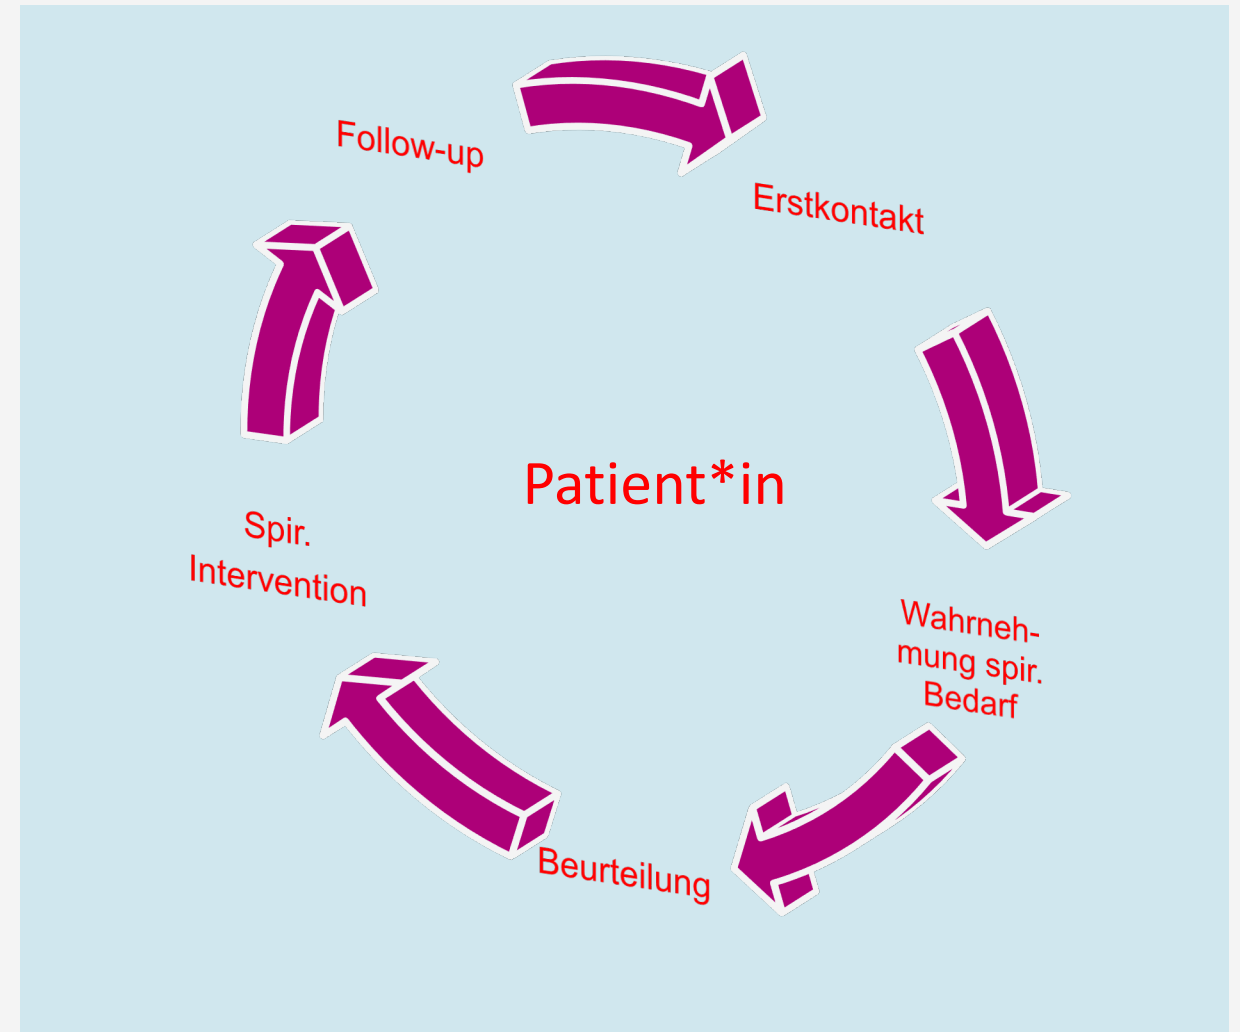 Follow-up
Erstkontakt
Patient*in
Spir.
Intervention
Wahrneh-
mung spir.
Bedarf
Beurteilung